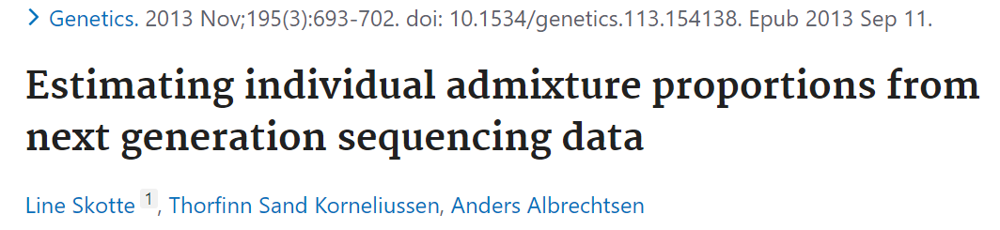 > Genetics. 2013 Nov;195(3):693-702. doi: 10.1534/genetics.113.154138. Epub 2013 Sep 11.
Estimating individual admixture proportions from
next generation sequencing data
Line Skotte 1, Thorfinn Sand Korneliussen, Anders Albrechtsen